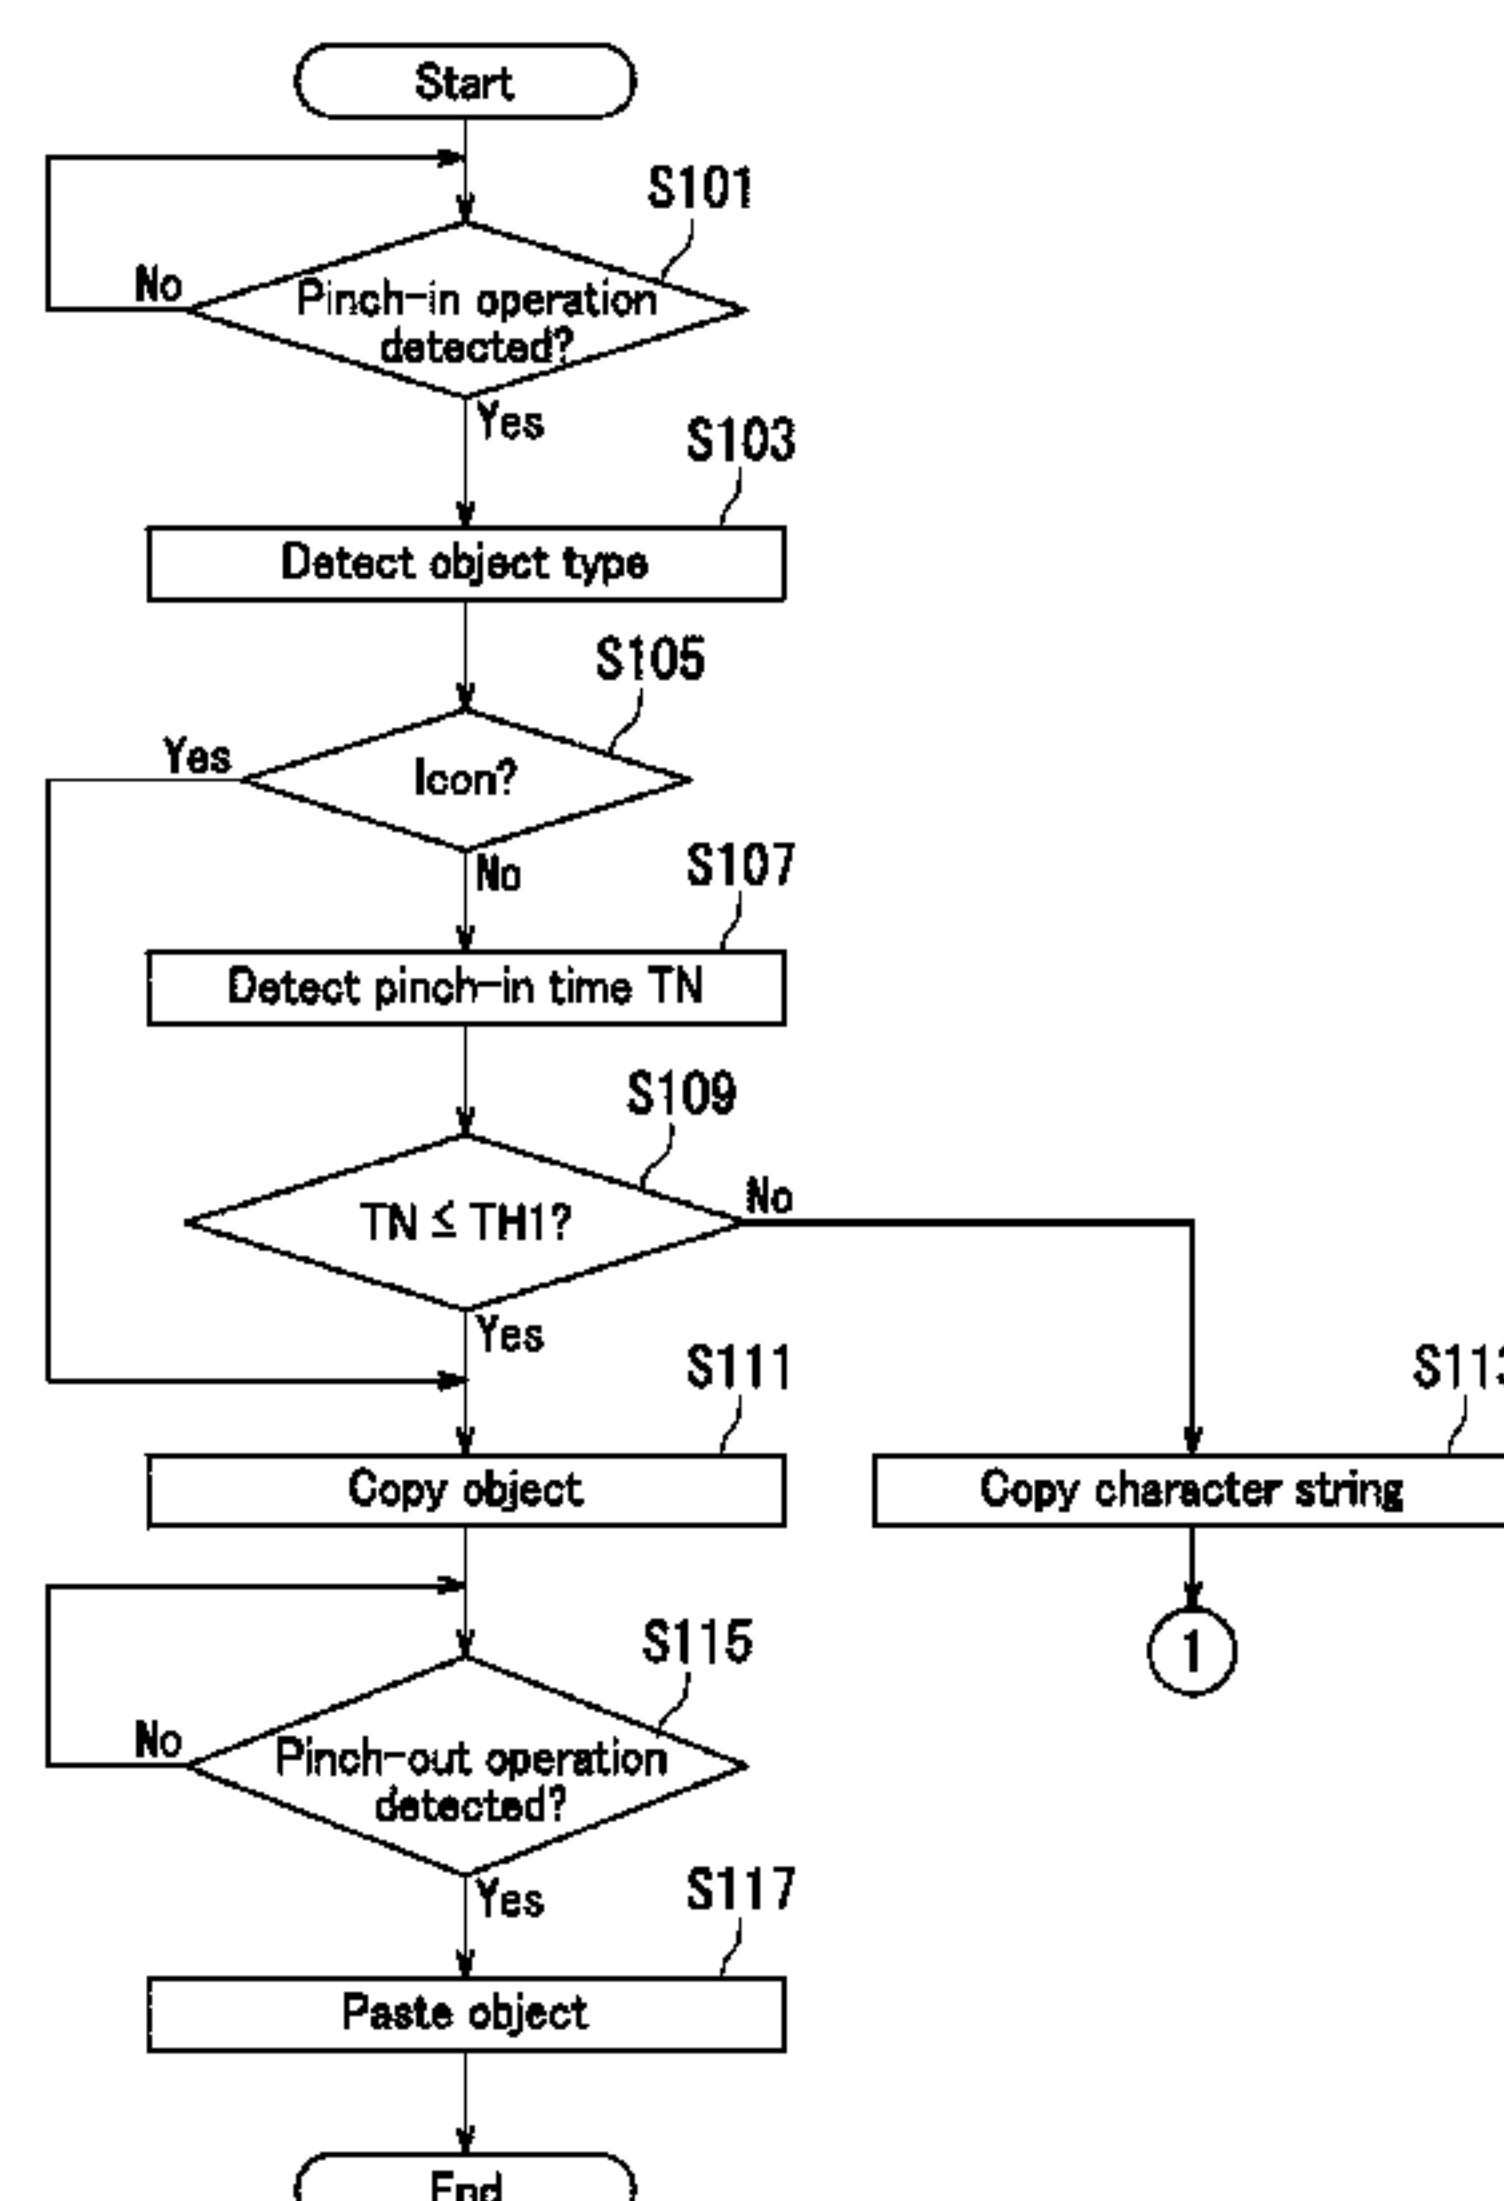 Start
S101
No
Pinch-in operation
detected?
Yes
S103
Detect object type
S105
Yes
Icon?
No
S107
Detect pinch-in time TN
S109
No
TN ≤ TH1?
Yes
S111
Copy object
Copy character string
1
S115
No
Pinch-out operation
detected?
Yes
S117
Paste object
End